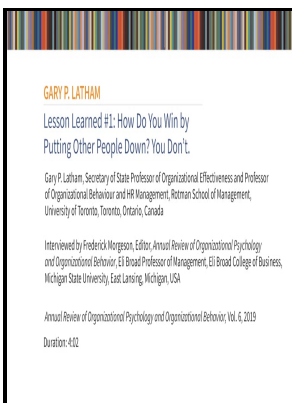 GARY P. LATHAM
Lesson Learned #1: How Do You Win by
Putting Other People Down? You Don't.
Gary P. Latham, Secretary of State Professor of Organizational Effectiveness and Professor
of Organizational Behaviour and HR Management, Rotman School of Management,
University of Toronto, Toronto, Ontario, Canada
Interviewed by Frederick Morgeson, Editor, Annual Review of Organizational Psychology
and Organizational Behavior, Eli Broad Professor of Management, Eli Broad College of Business,
Michigan State University, East Lansing, Michigan, USA
Annual Review of Organizational Psychology and Organizational Behavior, Vol. 6, 2019
Duration: 4:02